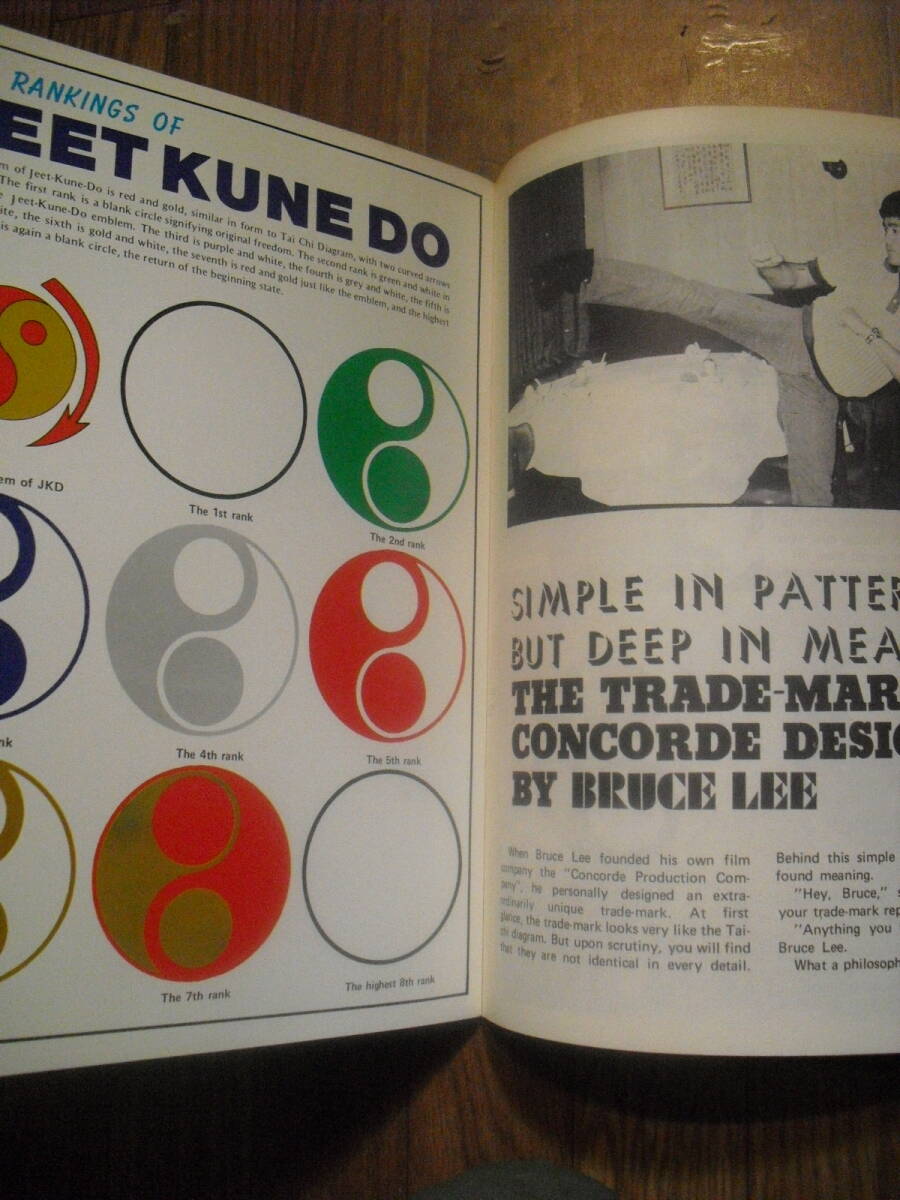 RANKINGS OF
EET KUNE DO
m of Jeet-Kune-Do is red and gold, similar in form to Tai Chi Diagram, with two curved arrows
The first rank is a blank circle signifying original freedom. The second rank is green and white in
e Jeet-Kune-Do emblem. The third is purple and white, the fourth is grey and white, the fifth is
ite, the sixth is gold and white, the seventh is red and gold just like the emblem, and the highest
is again a blank circle, the return of the beginning state.
em of JKD
The 1st rank
The 2nd rank
nk
The 4th rank
The 5th rank
The 7th rank
The highest 8th rank
SIMPLE IN PATTER
BUT DEEP IN MEA
THE TRADE-MAR
CONCORDE DESIG
BY BRUCE LEE
When Bruce Lee founded his own film
company the "Concorde Production Com-
pany", he personally designed an extra-
ordinarily unique trade-mark. At first
glance, the trade-mark looks very like the Tai-
chi diagram. But upon scrutiny, you will find
that they are not identical in every detail.
Behind this simple
found meaning.
"Hey, Bruce," s
your trade-mark rep
"Anything you
Bruce Lee.
What a philosoph